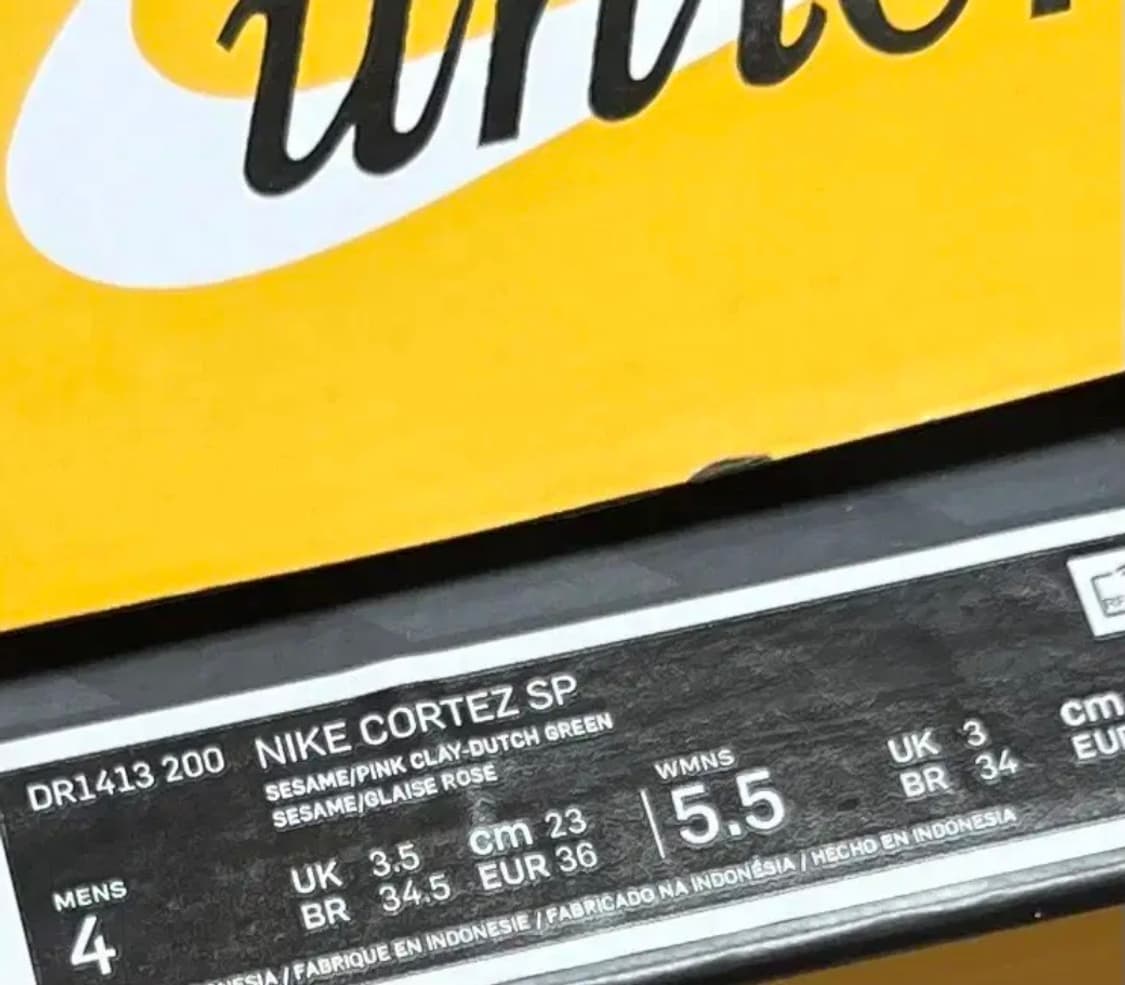 DR1413 200 NIKE CORTEZ SP
SESAME/PINK CLAY-DUTCH GREEN
SESAME/GLAISE ROSE
MENS
4
UK 3.5 cm 23
BR 34.5 EUR 36
WMNS
5.5
UK 3 cm
BR 34 EUR
/ FABRIQUE EN INDONESIE / FABRICADO NA INDONÉSIA / HECHO EN INDONESIA